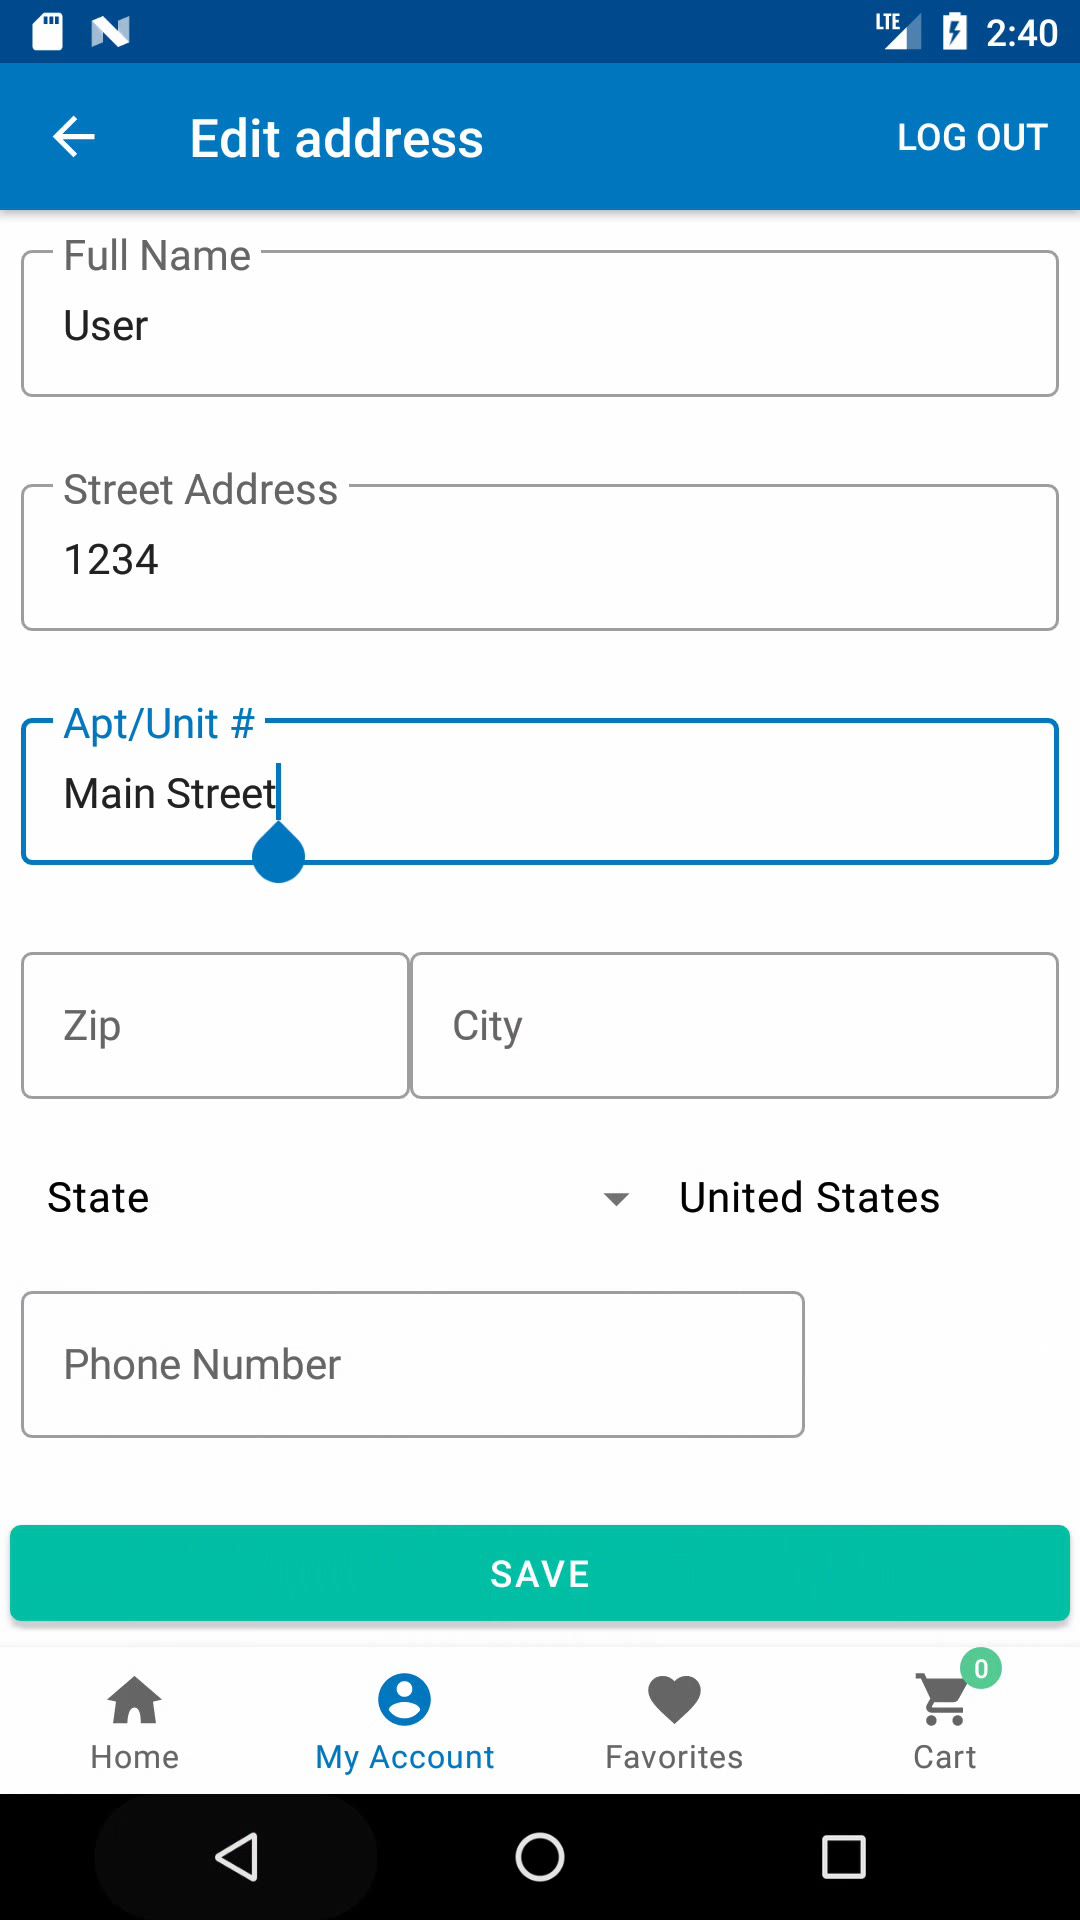 LTE 2:40
Edit address LOG OUT
Full Name
User
Street Address
1234
Apt/Unit #
Main Street
Zip City
State United States
Phone Number
SAVE
0
Home My Account Favorites Cart